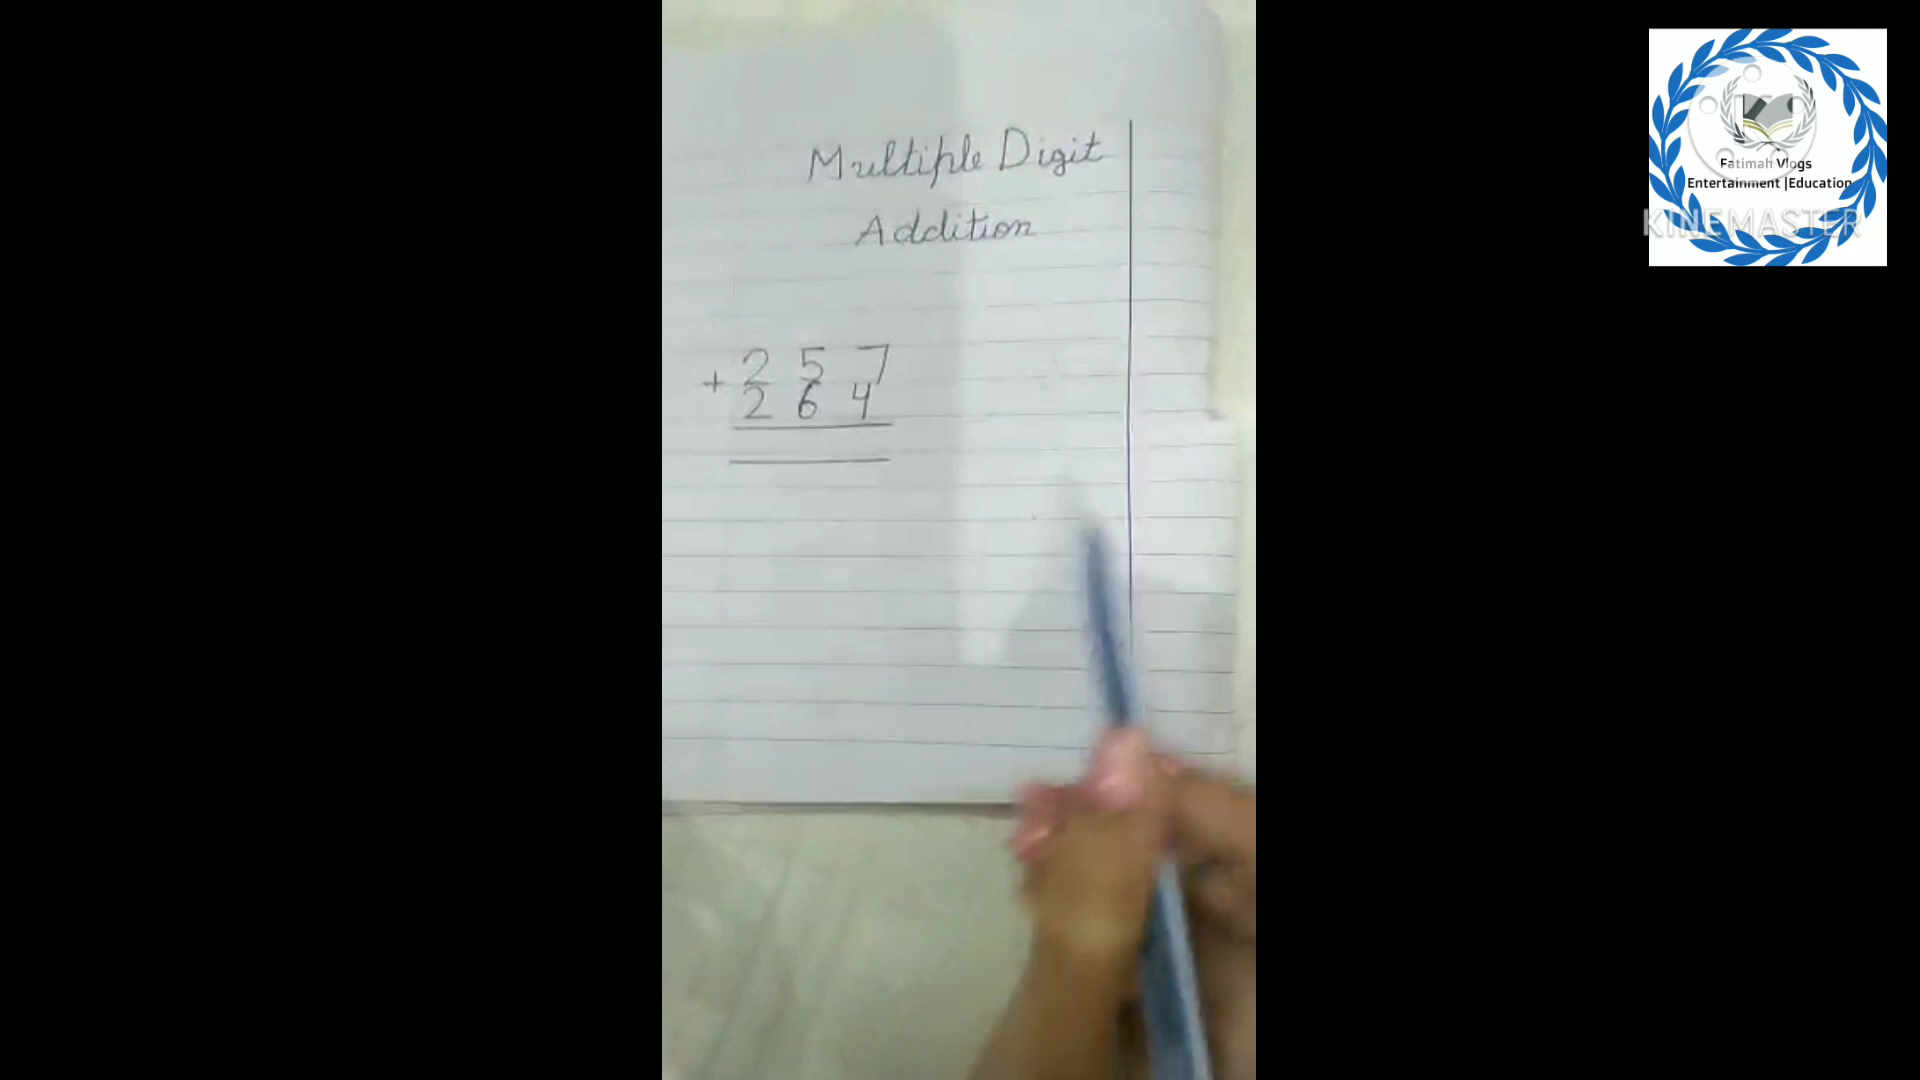 Multiple Digit
Addition
+ 2 5 7
2 6 4
Fatimah Vlogs
Entertainment |Education
KINEMASTER